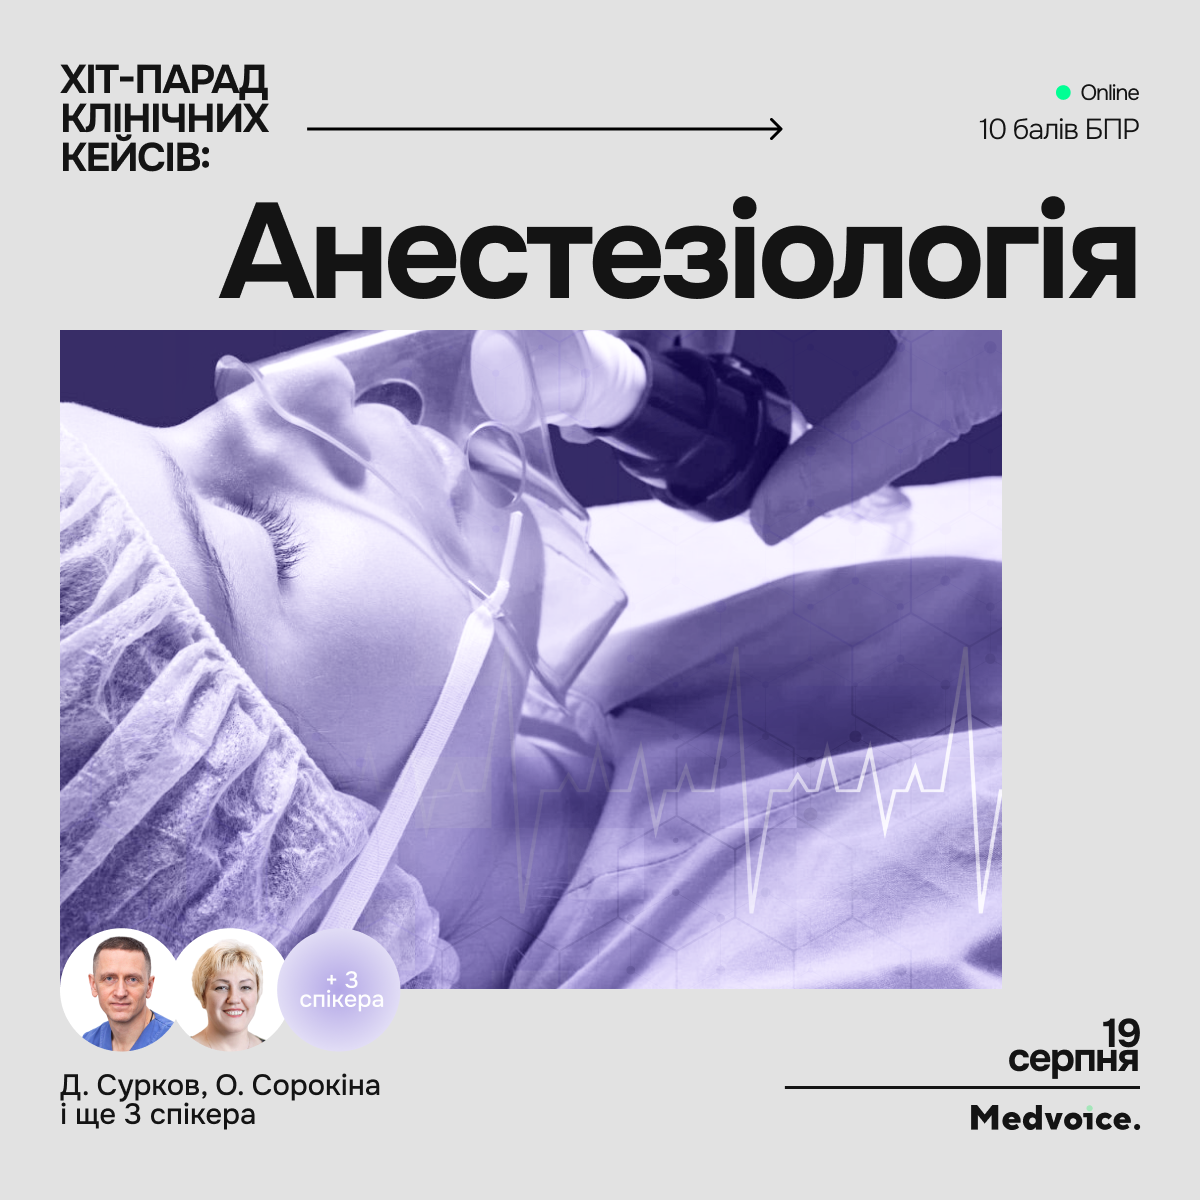 ХІТ-ПАРАД
КЛІНІЧНИХ
КЕЙСІВ:
Online
10 балів БПР
Анестезіологія
+ 3
спікера
Д. Сурков, О. Сорокіна
і ще 3 спікера
19
серпня
Medvoice.